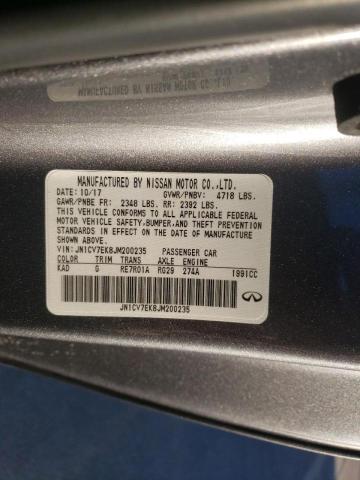 MANUFACTURED BY NISSAN MOTOR CO.,LTD.
DATE: 10/17 GVWR/PNBV: 4718 LBS.
GAWR/PNBE FR: 2348 LBS. RR: 2392 LBS.
THIS VEHICLE CONFORMS TO ALL APPLICABLE FEDERAL
MOTOR VEHICLE SAFETY,BUMPER,AND THEFT PREVENTION
STANDARDS IN EFFECT ON THE DATE OF MANUFACTURE
SHOWN ABOVE.
VIN:JN1CV7EK8JM200235 PASSENGER CAR
COLOR TRIM TRANS AXLE ENGINE
KAD G RE7R01A RG29 274A 1991CC
JN1CV7EK8JM200235